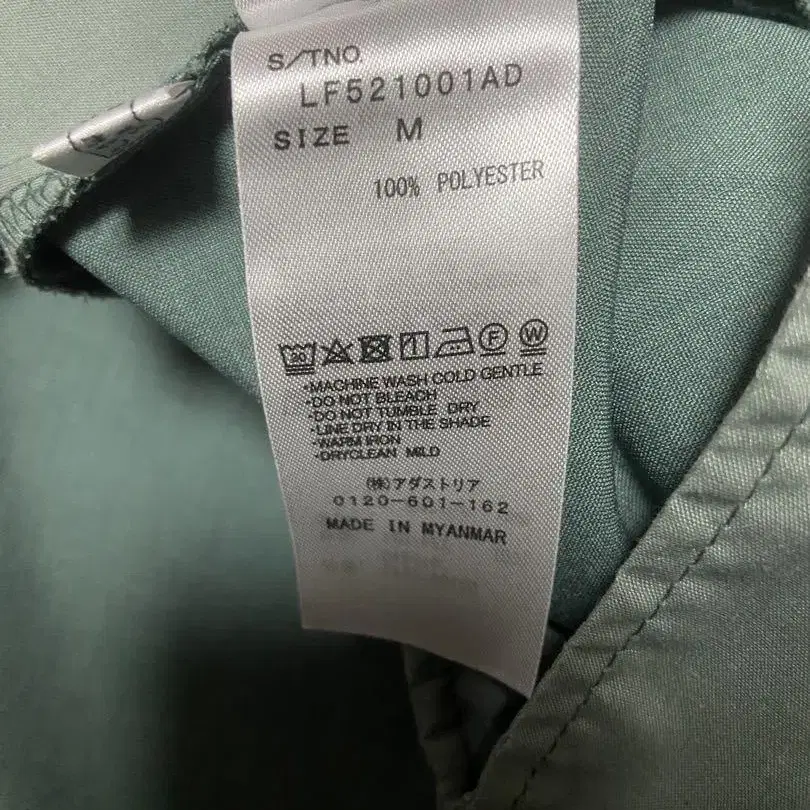 S/TNO.
LF521001AD
SIZE M
100% POLYESTER
30 F W
·MACHINE WASH COLD GENTLE
·DO NOT BLEACH
·DO NOT TUMBLE DRY
·LINE DRY IN THE SHADE
·WARM IRON
·DRYCLEAN MILD
(株)アダストリア
0120-601-162
MADE IN MYANMAR